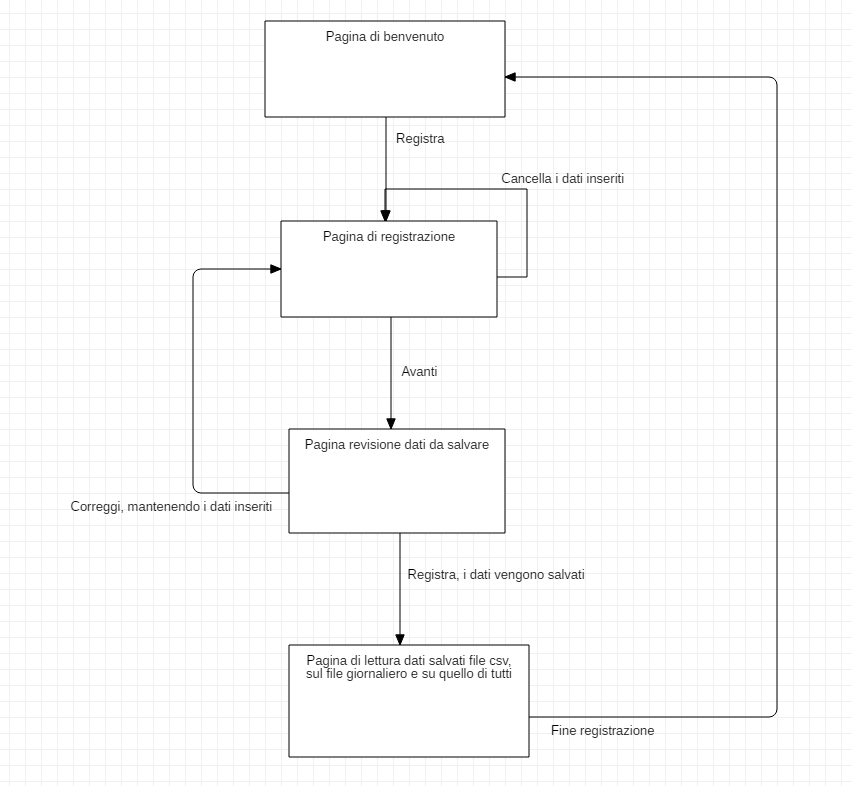 Pagina di benvenuto
Registra
Cancella i dati inseriti
Pagina di registrazione
Avanti
Pagina revisione dati da salvare
Correggi, mantenendo i dati inseriti
Registra, i dati vengono salvati
Pagina di lettura dati salvati file csv,
sul file giornaliero e su quello di tutti
Fine registrazione